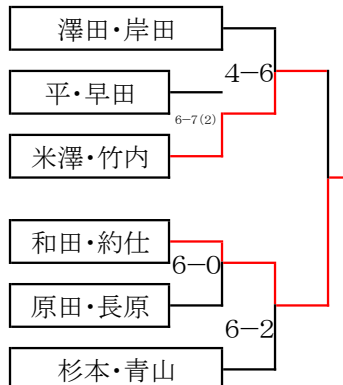 澤田・岸田
4-6
平・早田
6-7(2)
米澤・竹内
和田・約仕
6-0
原田・長原
6-2
杉本・青山